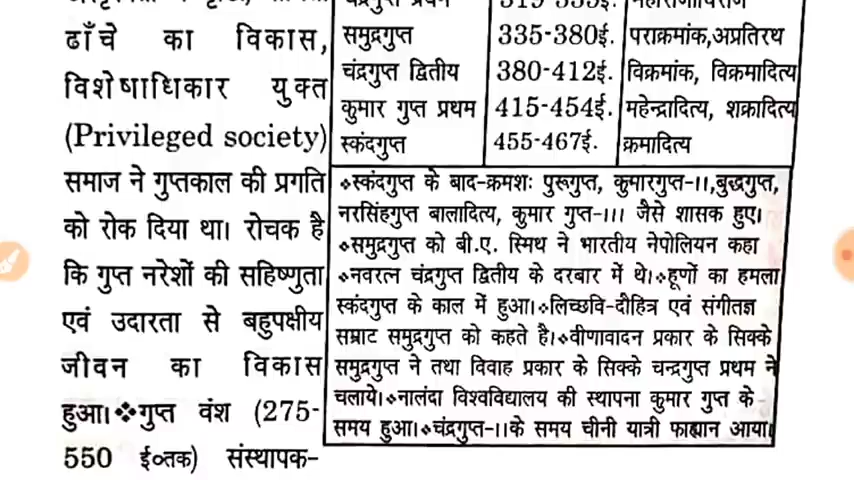 ढाँचे का विकास,
विशेषाधिकार युक्त
(Privileged society)
समाज ने गुप्तकाल की प्रगति
को रोक दिया था। रोचक है
कि गुप्त नरेशों की सहिष्णुता
एवं उदारता से बहुपक्षीय
जीवन का विकास
हुआ।❖गुप्त वंश (275-
550 ई०तक) संस्थापक–
समुद्रगुप्त 335-380ई. पराक्रमांक,अप्रतिरथ
चंद्रगुप्त द्वितीय 380-412ई. विक्रमांक, विक्रमादित्य
कुमार गुप्त प्रथम 415-454ई. महेन्द्रादित्य, शक्रादित्य
स्कंदगुप्त 455-467ई. क्रमादित्य
❖स्कंदगुप्त के बाद-क्रमशः पुरूगुप्त, कुमारगुप्त-।।,बुद्धगुप्त,
नरसिंहगुप्त बालादित्य, कुमार गुप्त-।।। जैसे शासक हुए।
❖समुद्रगुप्त को बी.ए. स्मिथ ने भारतीय नेपोलियन कहा
❖नवरत्न चंद्रगुप्त द्वितीय के दरबार में थे।❖हूणों का हमला
स्कंदगुप्त के काल में हुआ।❖लिच्छवि-दौहित्र एवं संगीतज्ञ
सम्राट समुद्रगुप्त को कहते है।❖वीणावादन प्रकार के सिक्के
समुद्रगुप्त ने तथा विवाह प्रकार के सिक्के चन्द्रगुप्त प्रथम ने
चलाये।❖नालंदा विश्वविद्यालय की स्थापना कुमार गुप्त के
समय हुआ।❖चंद्रगुप्त-।।के समय चीनी यात्री फाह्यान आया।